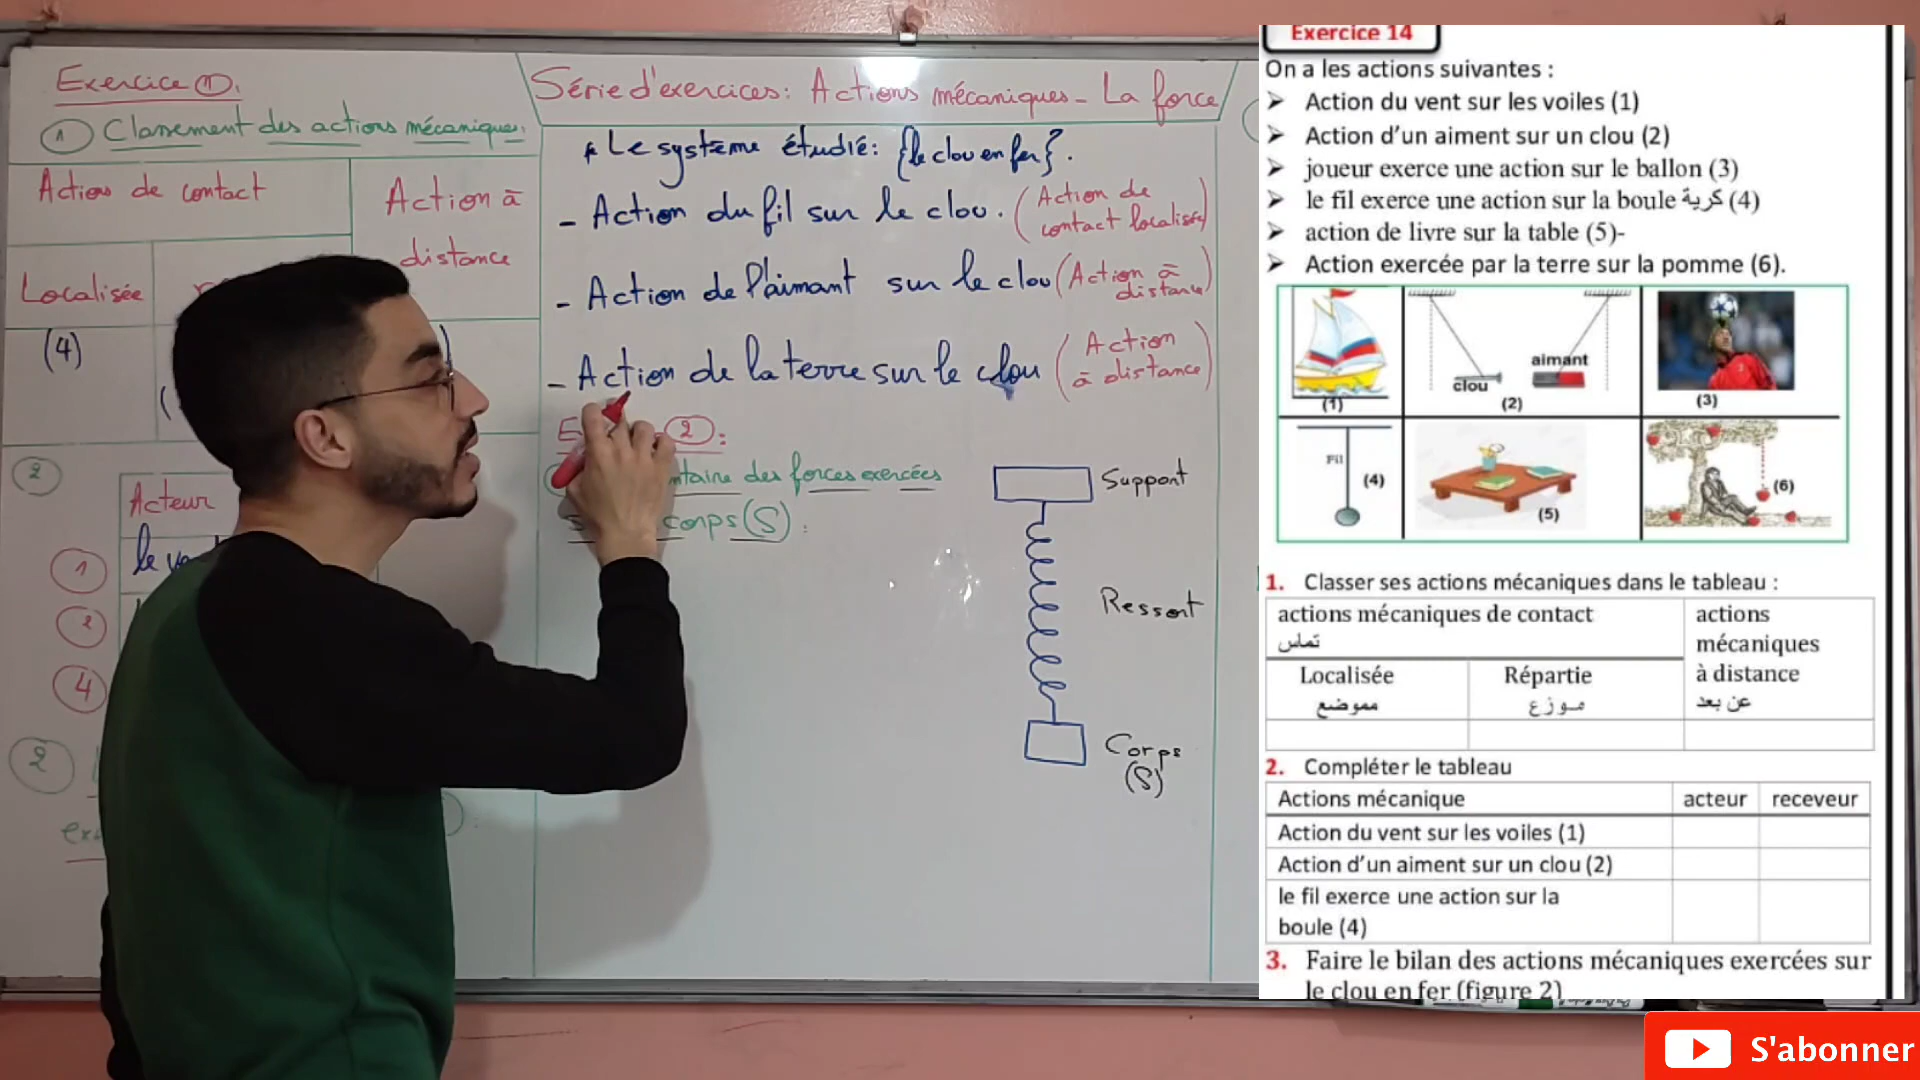 Exercice 1.
1 Classement des actions mécaniques:
Actions de contact
Action à
distance
Localisée
(4)
2
Acteur
le vent
1
2
4
2
Série d'exercices: Actions mécaniques - La force
* Le système étudié: {le clou en fer}.
- Action du fil sur le clou. (Action de
contact localisée)
- Action de l'aimant sur le clou (Action à
distance)
- Action de la terre sur le clou (Action
à distance)
2 :
des forces exercées
corps (S) :
Support
Ressort
Corps
(S)
Exercice 14
On a les actions suivantes :
➤ Action du vent sur les voiles (1)
➤ Action d'un aiment sur un clou (2)
➤ joueur exerce une action sur le ballon (3)
➤ le fil exerce une action sur la boule كرية (4)
➤ action de livre sur la table (5)-
➤ Action exercée par la terre sur la pomme (6).
(1)
clou
aimant
(2)
(3)
Fil
(4)
(5)
(6)
1. Classer ses actions mécaniques dans le tableau :
actions mécaniques de contact
تماس
actions
mécaniques
à distance
عن بعد
Localisée
مموضع
Répartie
موزع
2. Compléter le tableau
Actions mécanique acteur receveur
Action du vent sur les voiles (1)
Action d'un aiment sur un clou (2)
le fil exerce une action sur la
boule (4)
3. Faire le bilan des actions mécaniques exercées sur
le clou en fer (figure 2)
S'abonner